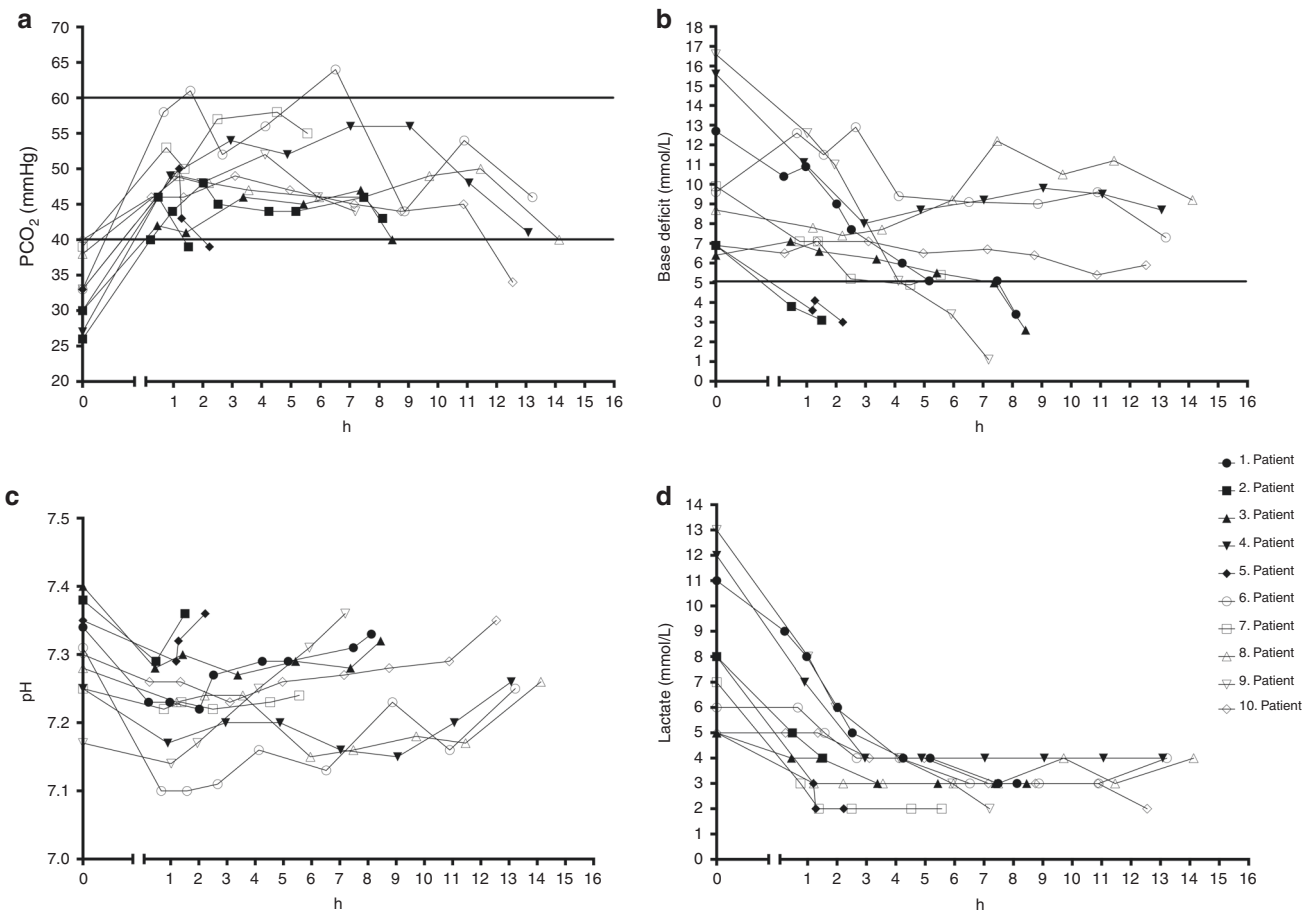 a
PCO2 (mmHg)
70
65
60
55
50
45
40
35
30
25
20
0 1 2 3 4 5 6 7 8 9 10 11 12 13 14 15 16
h
b
Base deficit (mmol/L)
18
17
16
15
14
13
12
11
10
9
8
7
6
5
4
3
2
1
0
0 1 2 3 4 5 6 7 8 9 10 11 12 13 14 15 16
h
c
pH
7.5
7.4
7.3
7.2
7.1
7.0
0 1 2 3 4 5 6 7 8 9 10 11 12 13 14 15 16
h
d
Lactate (mmol/L)
14
13
12
11
10
9
8
7
6
5
4
3
2
1
0
0 1 2 3 4 5 6 7 8 9 10 11 12 13 14 15 16
h
1. Patient
2. Patient
3. Patient
4. Patient
5. Patient
6. Patient
7. Patient
8. Patient
9. Patient
10. Patient